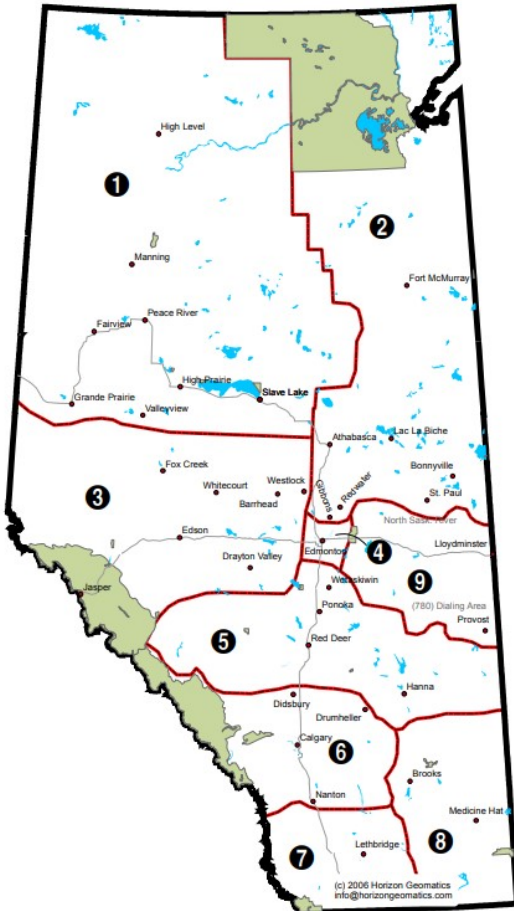 High Level
1
2
Manning
Fort McMurray
Peace River
Fairview
High Prairie
Slave Lake
Grande Prairie
Valleyview
Athabasca
Lac La Biche
Fox Creek
Bonnyville
3
Whitecourt
Westlock
Barrhead
Gibbons
Redwater
St. Paul
North Sask. River
Edson
Edmonton
4
Lloydminster
Drayton Valley
9
Jasper
Wetaskiwin
(780) Dialing Area
Ponoka
Provost
5
Red Deer
Didsbury
Hanna
Drumheller
Calgary
6
Brooks
Nanton
Medicine Hat
7
Lethbridge
8
(c) 2006 Horizon Geomatics
info@horizongeomatics.com